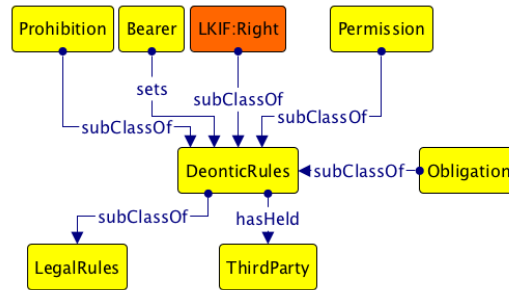 Prohibition Bearer LKIF:Right Permission
sets
subClassOf
subClassOf
subClassOf
DeonticRules subClassOf Obligation
subClassOf hasHeld
LegalRules ThirdParty